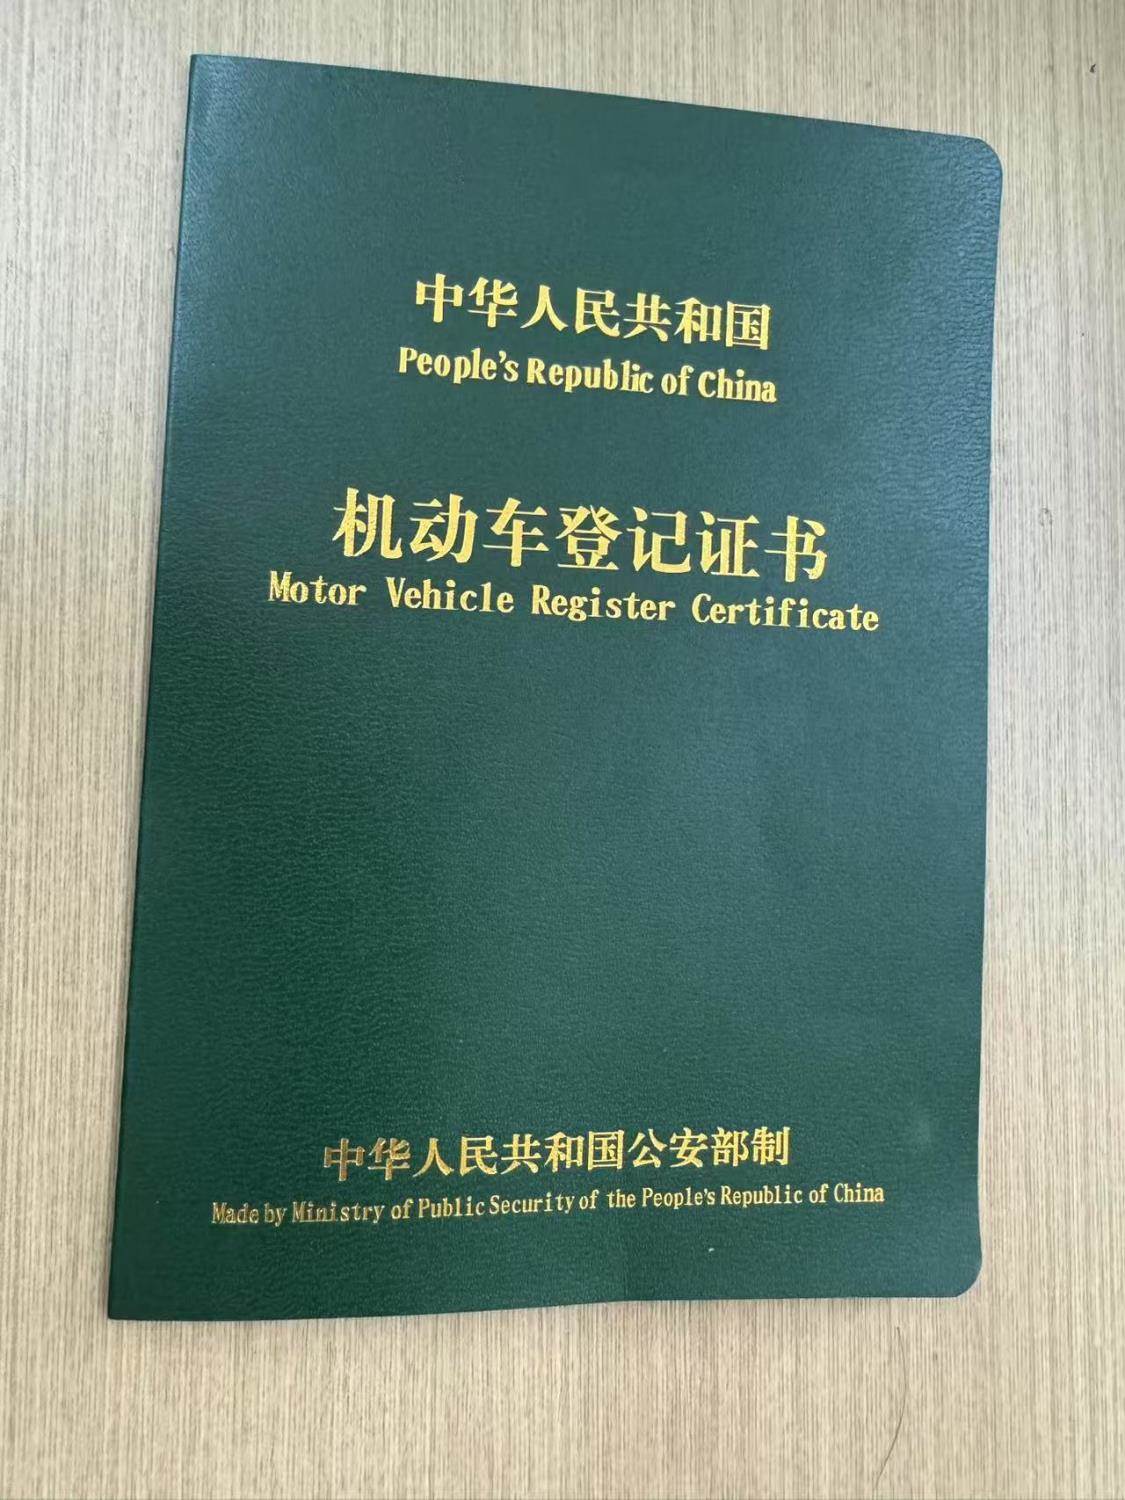 中华人民共和国
People's Republic of China
机动车登记证书
Motor Vehicle Register Certificate
中华人民共和国公安部制
Made by Ministry of Public Security of the People's Republic of China